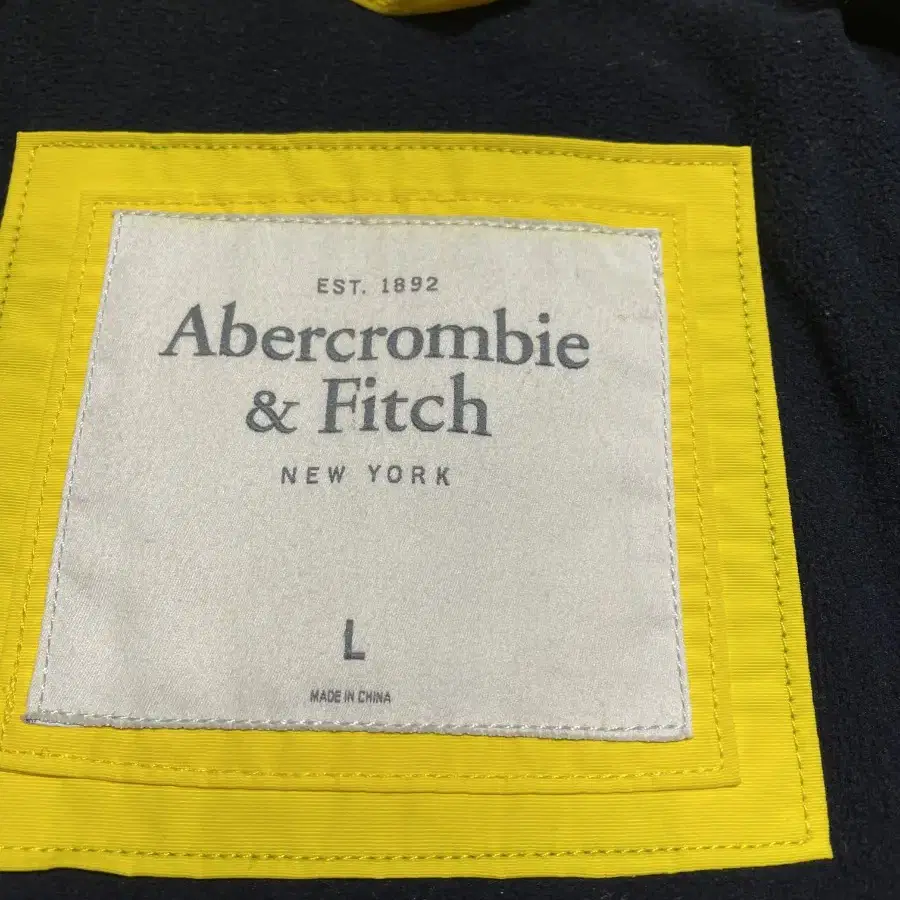 EST. 1892
Abercrombie
& Fitch
NEW YORK
L
MADE IN CHINA